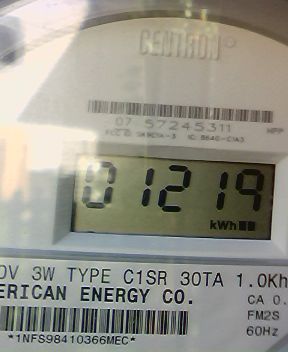 CENTRON
07 57245311
01219
kWh
0V 3W TYPE C1SR 30TA 1.0Kh
ERICAN ENERGY CO.
CA 0.
FM2S
60Hz
*1NFS98410366MEC*